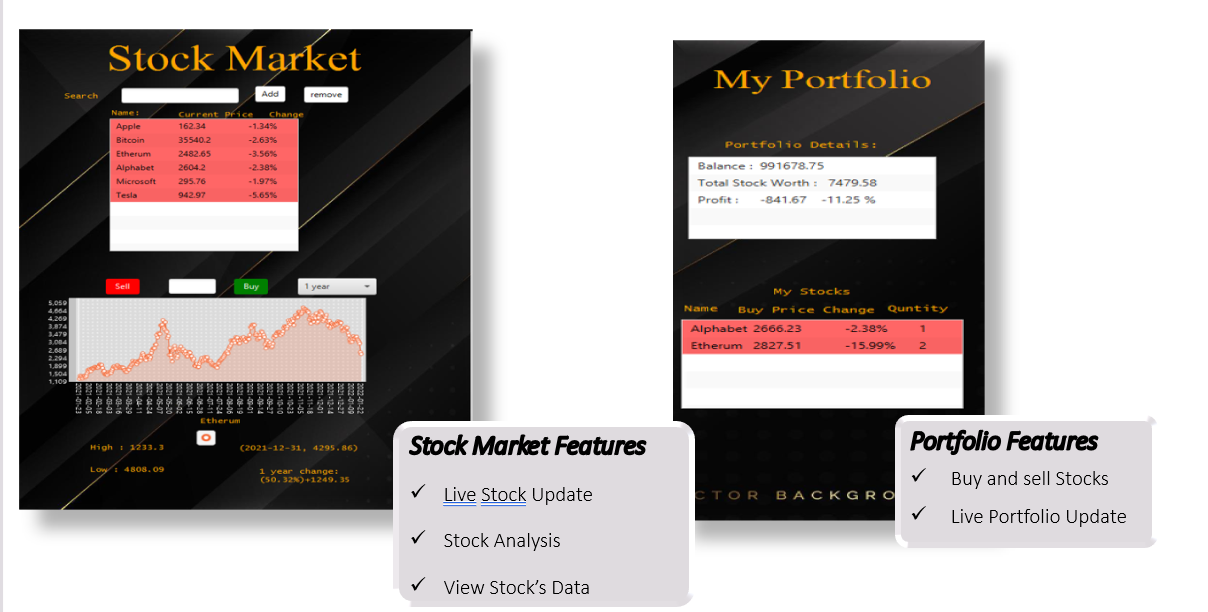 Stock Market
Search
Add
remove
Name:
Current Price
Change
Apple 162.34 -1.34%
Bitcoin 35540.2 -2.63%
Etherum 2482.65 -3.56%
Alphabet 2604.2 -2.38%
Microsoft 295.76 -1.97%
Tesla 942.97 -5.65%
Sell
Buy
1 year
5,059
4,664
4,269
3,874
3,479
3,084
2,689
2,294
1,899
1,504
1,109
Etherum
High : 1233.3
(2021-12-31, 4295.86)
Low : 4808.09
1 year change:
(50.32%)+1249.35
Stock Market Features
✓ Live Stock Update
✓ Stock Analysis
✓ View Stock's Data
My Portfolio
Portfolio Details:
Balance : 991678.75
Total Stock Worth : 7479.58
Profit : -841.67 -11.25 %
My Stocks
Name Buy Price Change Quntity
Alphabet 2666.23 -2.38% 1
Etherum 2827.51 -15.99% 2
CTOR BACKGRO
Portfolio Features
✓ Buy and sell Stocks
✓ Live Portfolio Update